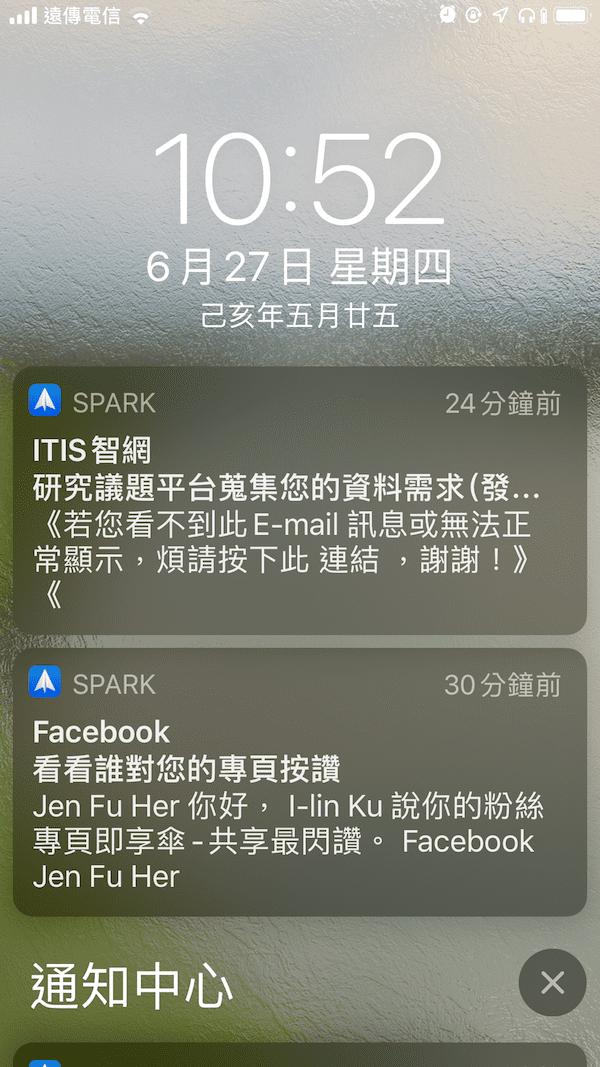 遠傳電信
10:52
6月27日 星期四
己亥年五月廿五
SPARK 24分鐘前
ITIS智網
研究議題平台蒐集您的資料需求(發...
《若您看不到此E-mail 訊息或無法正
常顯示，煩請按下此 連結 ，謝謝！》
《
SPARK 30分鐘前
Facebook
看看誰對您的專頁按讚
Jen Fu Her 你好， I-lin Ku 說你的粉絲
專頁即享傘-共享最閃讚。 Facebook
Jen Fu Her
通知中心